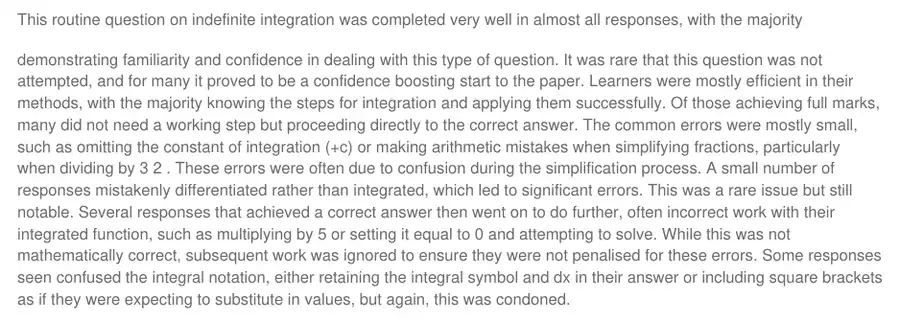 This routine question on indefinite integration was completed very well in almost all responses, with the majority
demonstrating familiarity and confidence in dealing with this type of question. It was rare that this question was not
attempted, and for many it proved to be a confidence boosting start to the paper. Learners were mostly efficient in their
methods, with the majority knowing the steps for integration and applying them successfully. Of those achieving full marks,
many did not need a working step but proceeding directly to the correct answer. The common errors were mostly small,
such as omitting the constant of integration (+c) or making arithmetic mistakes when simplifying fractions, particularly
when dividing by 3 2 . These errors were often due to confusion during the simplification process. A small number of
responses mistakenly differentiated rather than integrated, which led to significant errors. This was a rare issue but still
notable. Several responses that achieved a correct answer then went on to do further, often incorrect work with their
integrated function, such as multiplying by 5 or setting it equal to 0 and attempting to solve. While this was not
mathematically correct, subsequent work was ignored to ensure they were not penalised for these errors. Some responses
seen confused the integral notation, either retaining the integral symbol and dx in their answer or including square brackets
as if they were expecting to substitute in values, but again, this was condoned.